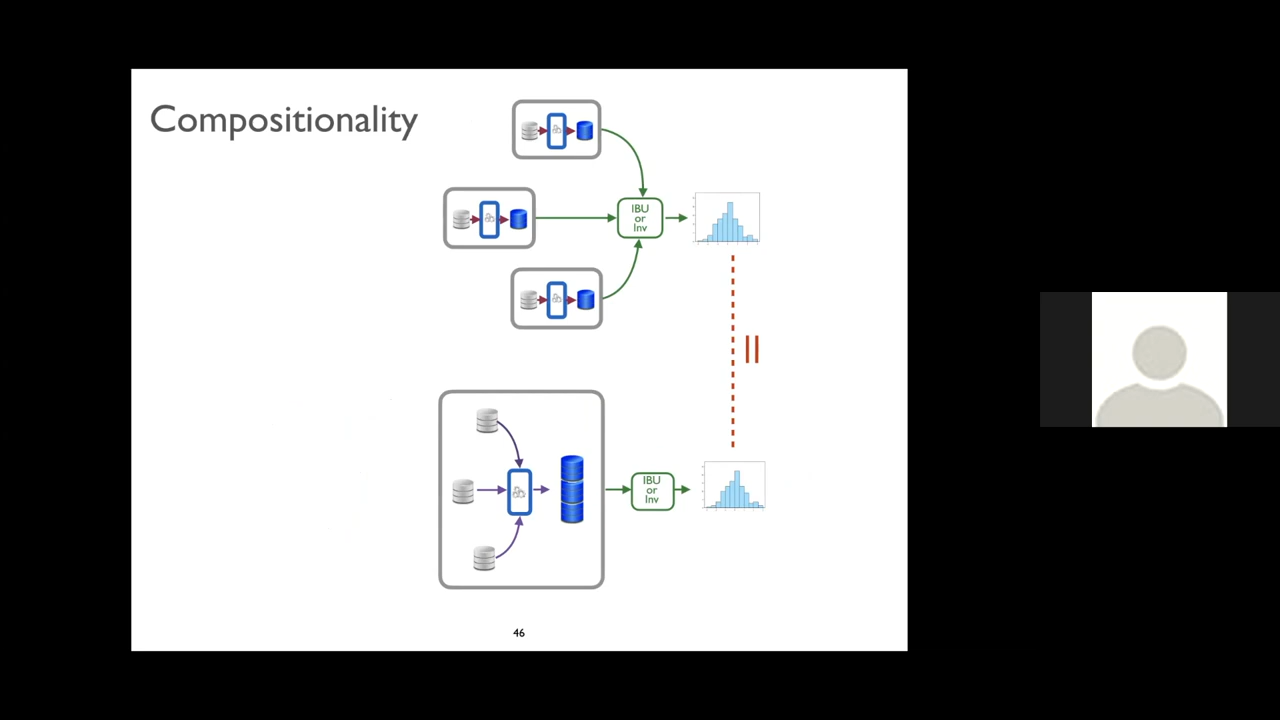 Compositionality
IBU
or
Inv
IBU
or
Inv
46